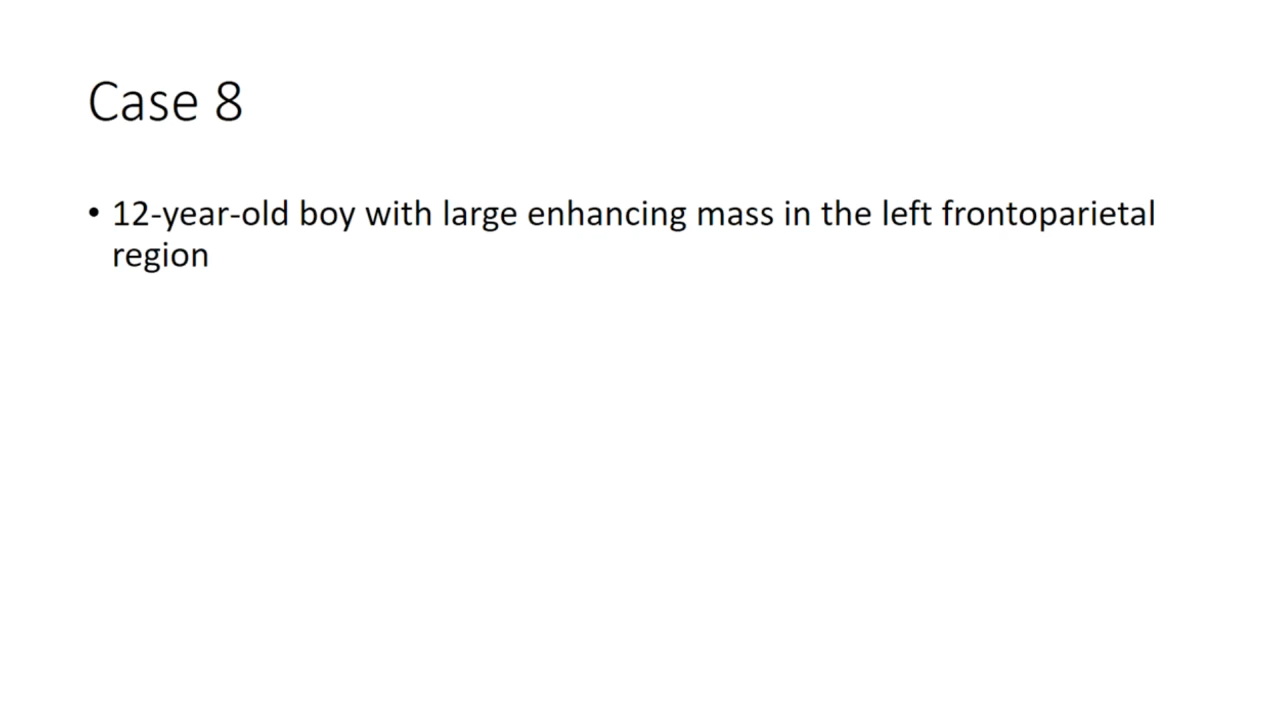 Case 8
• 12-year-old boy with large enhancing mass in the left frontoparietal
region